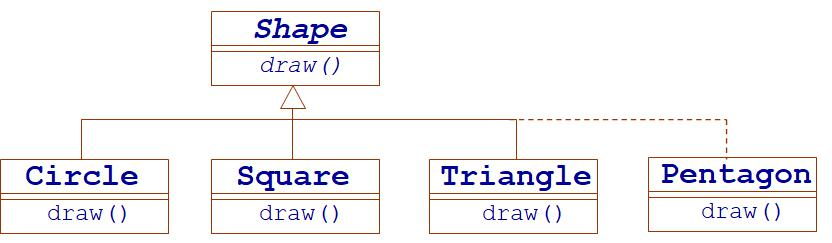 Shape
draw()
Circle
draw()
Square
draw()
Triangle
draw()
Pentagon
draw()